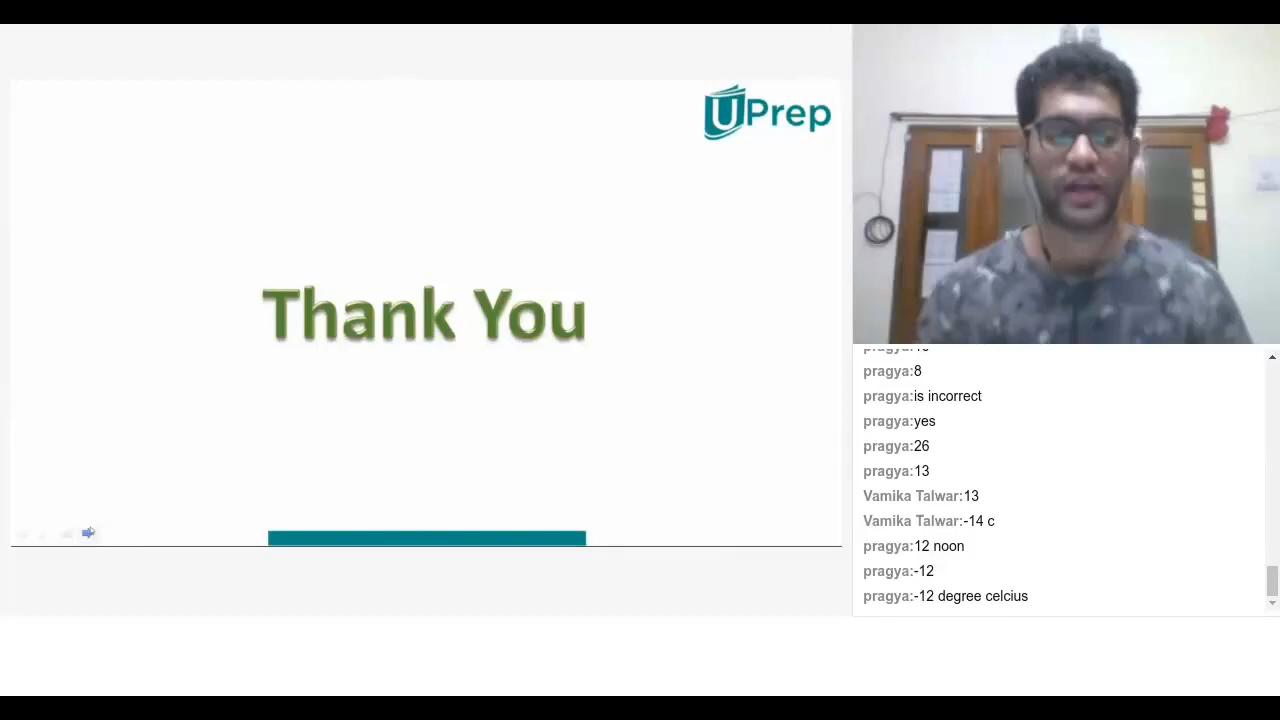 UPrep
Thank You
pragya:8
pragya:is incorrect
pragya:yes
pragya:26
pragya:13
Vamika Talwar:13
Vamika Talwar:-14 c
pragya:12 noon
pragya:-12
pragya:-12 degree celcius